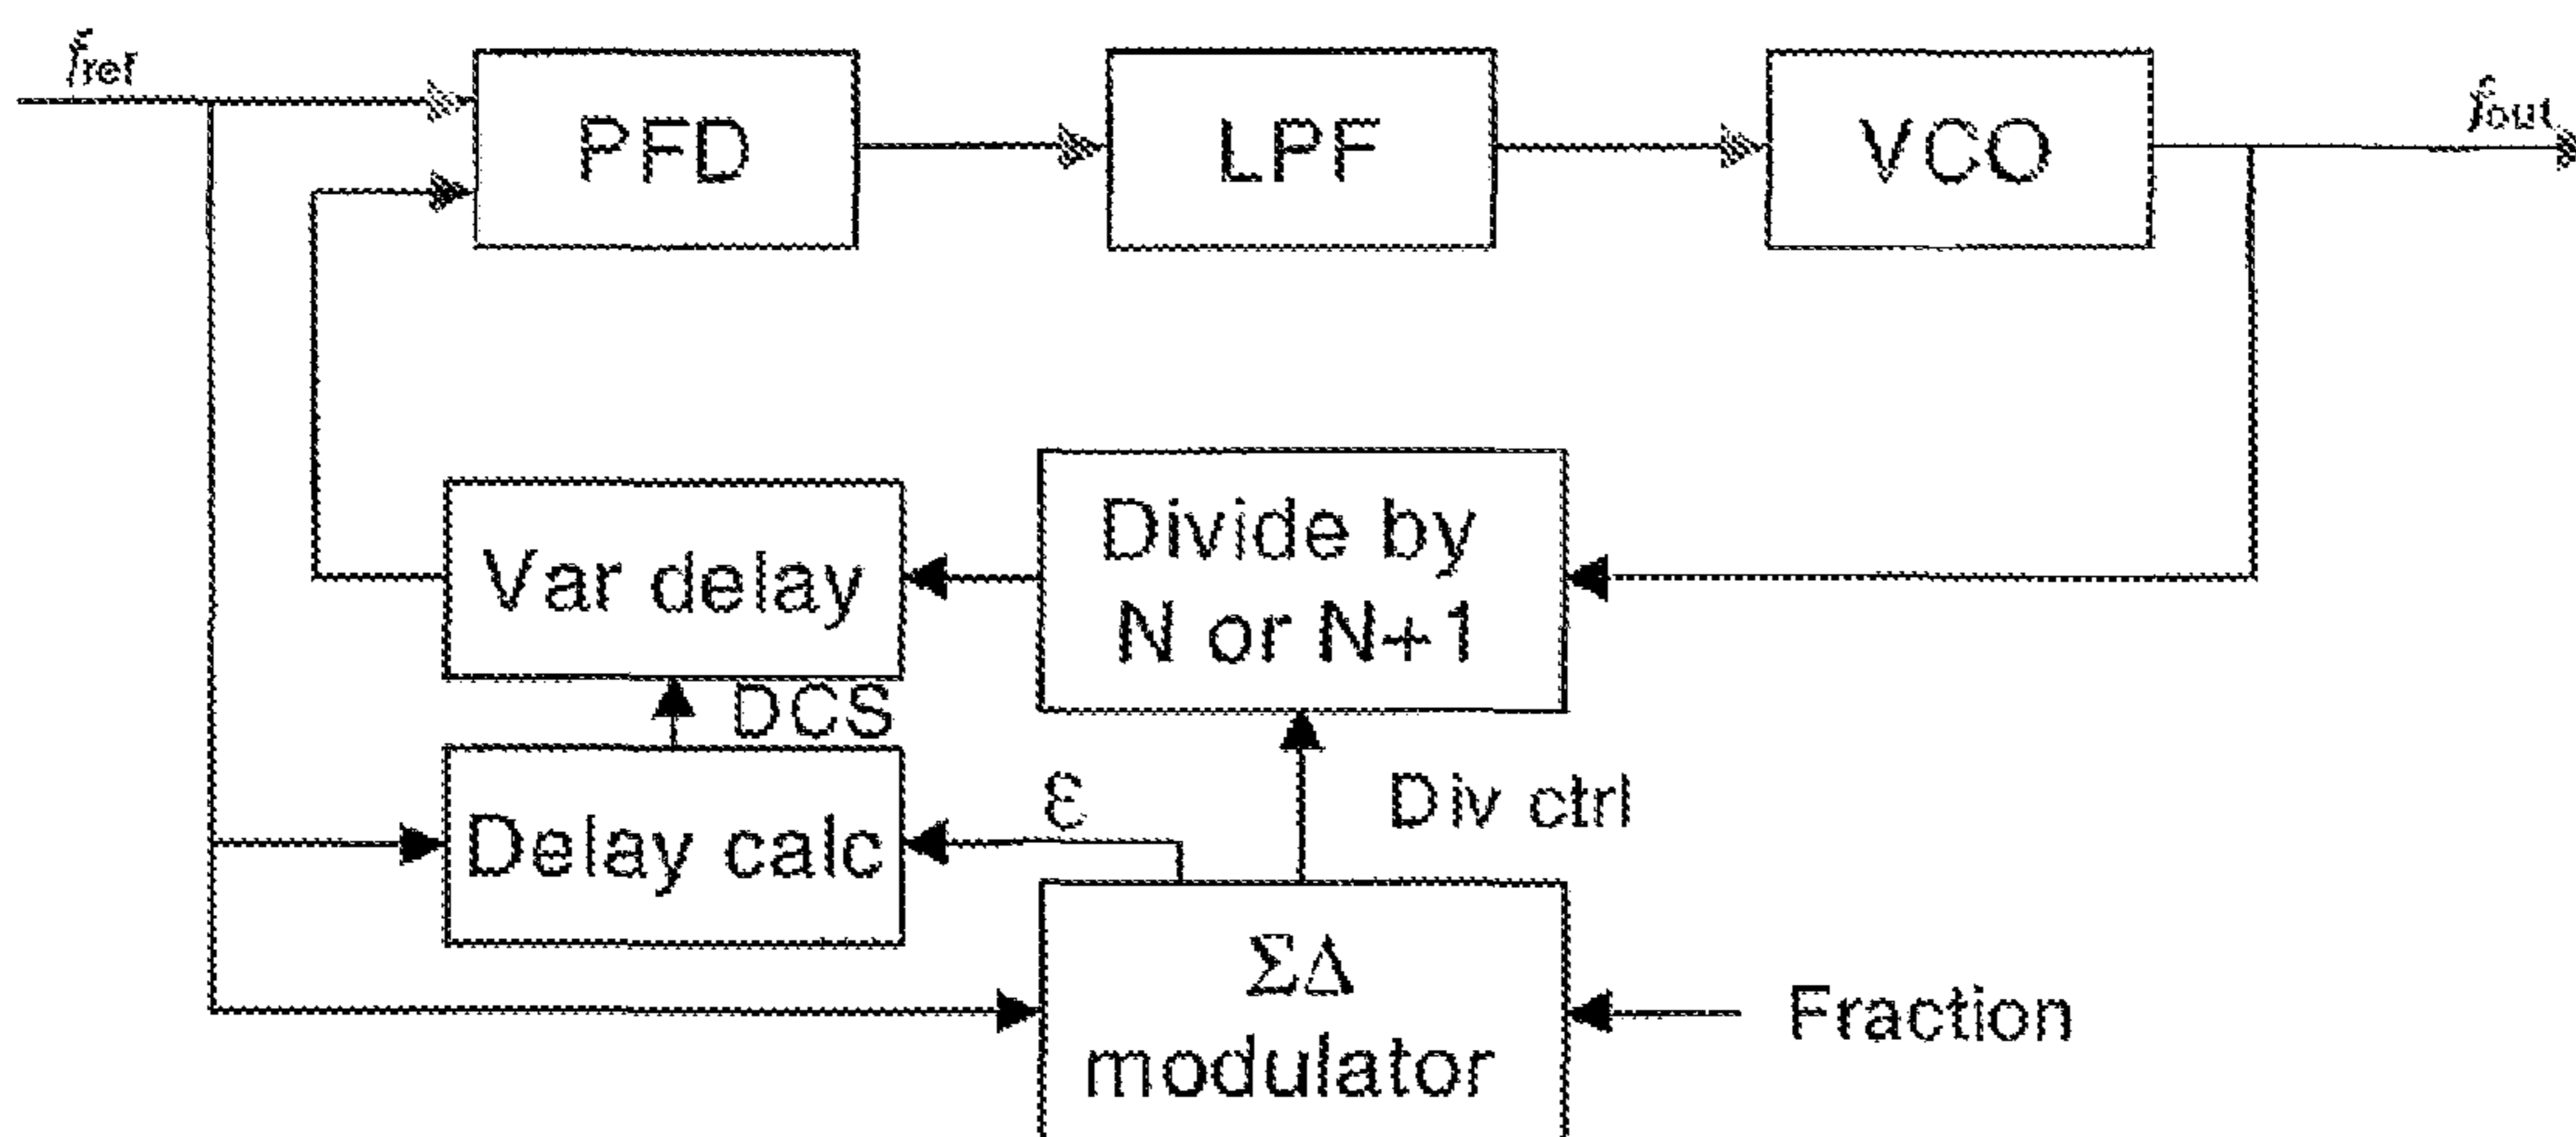 fref
PFD
LPF
VCO
fout
Var delay
Divide by
N or N+1
DCS
Delay calc
ε
Div ctrl
ΣΔ
modulator
Fraction